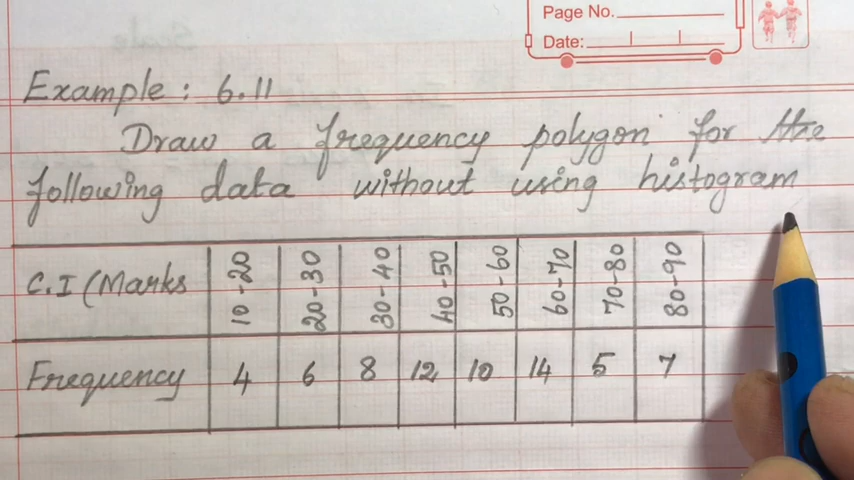 Page No.
Date:
Example : 6.11
Draw a frequency polygon for the
following data without using histogram
C.I (Marks 10-20 20-30 30-40 40-50 50-60 60-70 70-80 80-90
Frequency 4 6 8 12 10 14 5 7